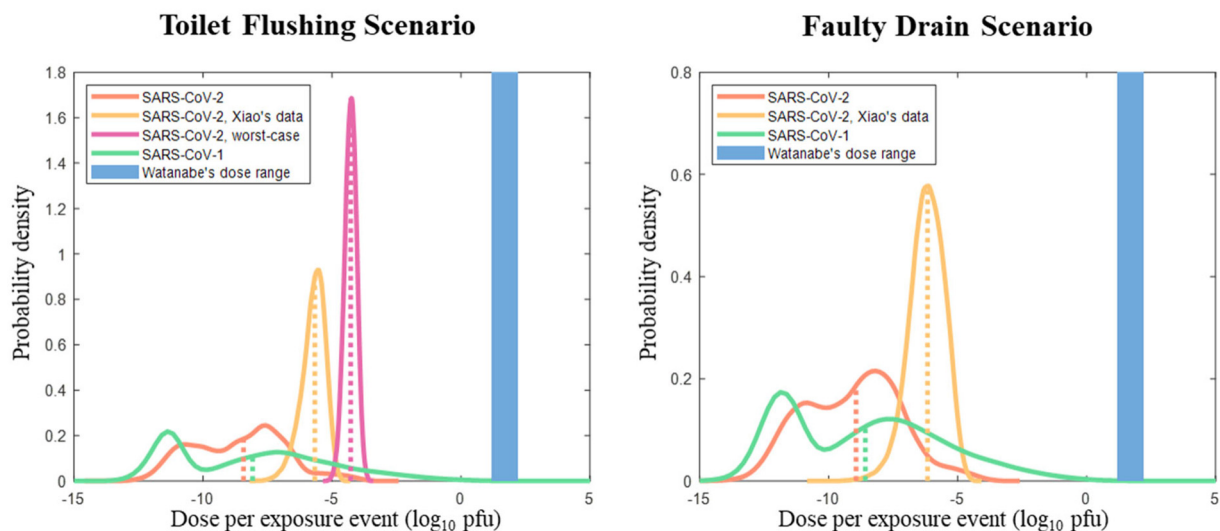 Toilet Flushing Scenario
1.8
1.6
1.4
1.2
1
0.8
0.6
0.4
0.2
0
-15
-10
-5
0
5
Probability density
Dose per exposure event (log10 pfu)
SARS-CoV-2
SARS-CoV-2, Xiao's data
SARS-CoV-2, worst-case
SARS-CoV-1
Watanabe's dose range
Faulty Drain Scenario
0.8
0.6
0.4
0.2
0
-15
-10
-5
0
5
Probability density
Dose per exposure event (log10 pfu)
SARS-CoV-2
SARS-CoV-2, Xiao's data
SARS-CoV-1
Watanabe's dose range